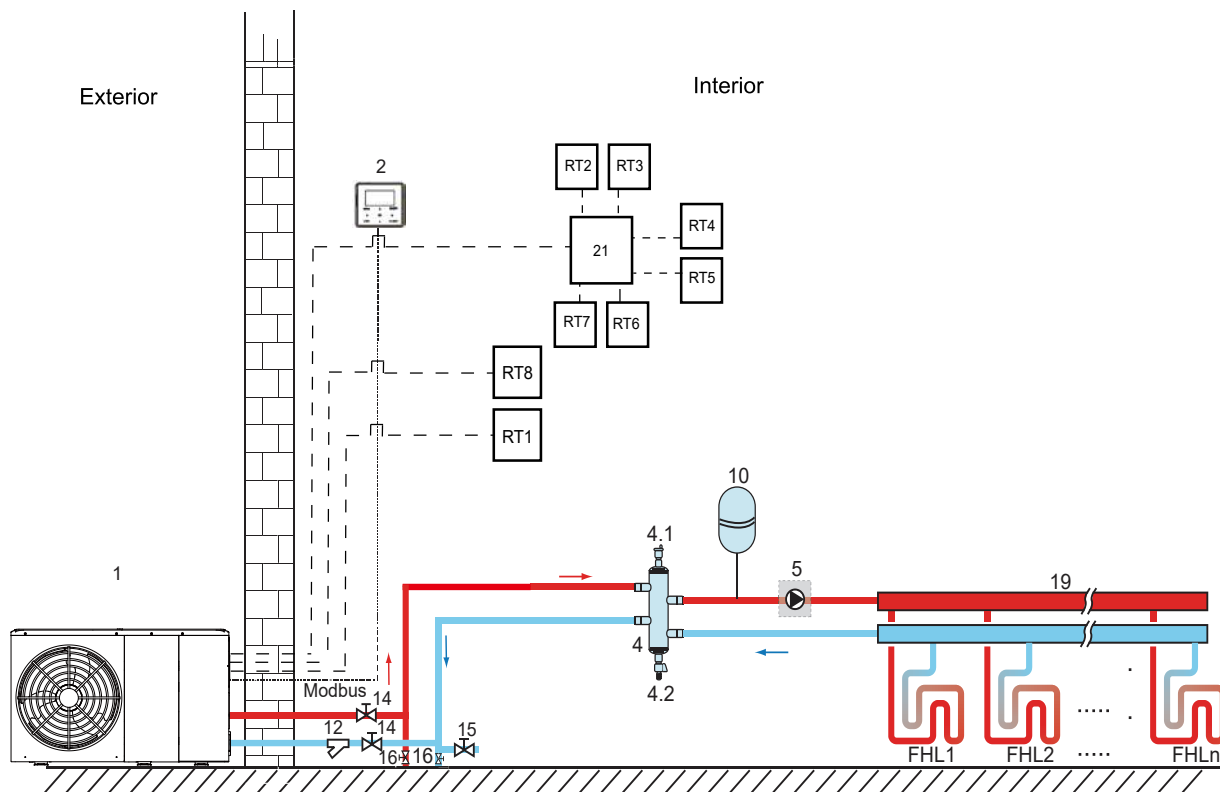 Exterior
Interior
2
RT2
RT3
RT4
21
RT5
RT7
RT6
RT8
RT1
10
4.1
5
19
1
4
4.2
Modbus
14
12
14
15
16
16
FHL1
FHL2
.....
FHLn